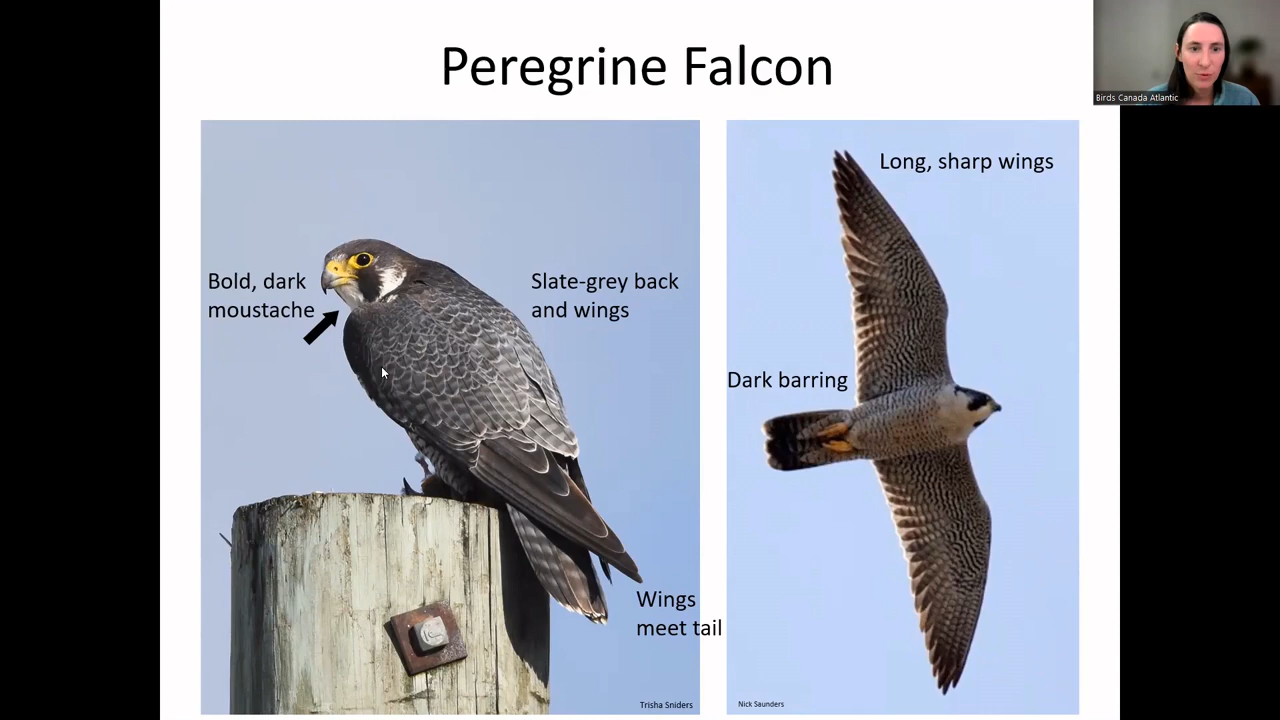 Peregrine Falcon
Birds Canada Atlantic
Bold, dark
moustache
Slate-grey back
and wings
Wings
meet tail
Trisha Sniders
Long, sharp wings
Dark barring
Nick Saunders